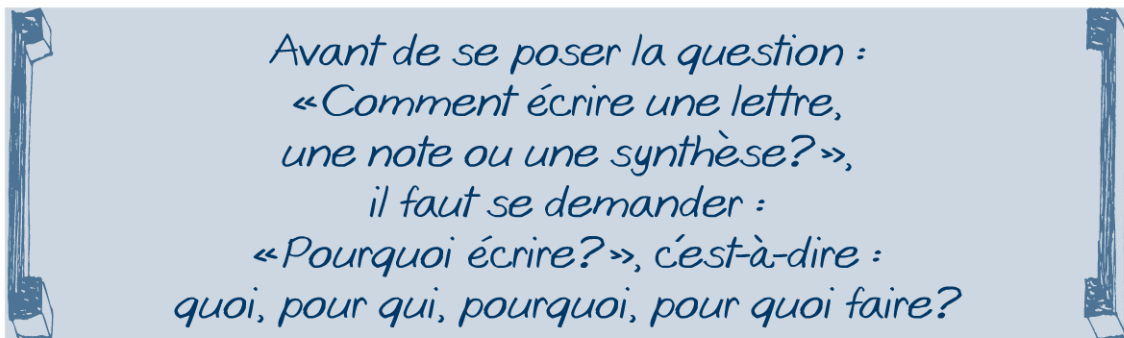 Avant de se poser la question :
«Comment écrire une lettre,
une note ou une synthèse?»,
il faut se demander :
«Pourquoi écrire?», c'est-à-dire :
quoi, pour qui, pourquoi, pour quoi faire?